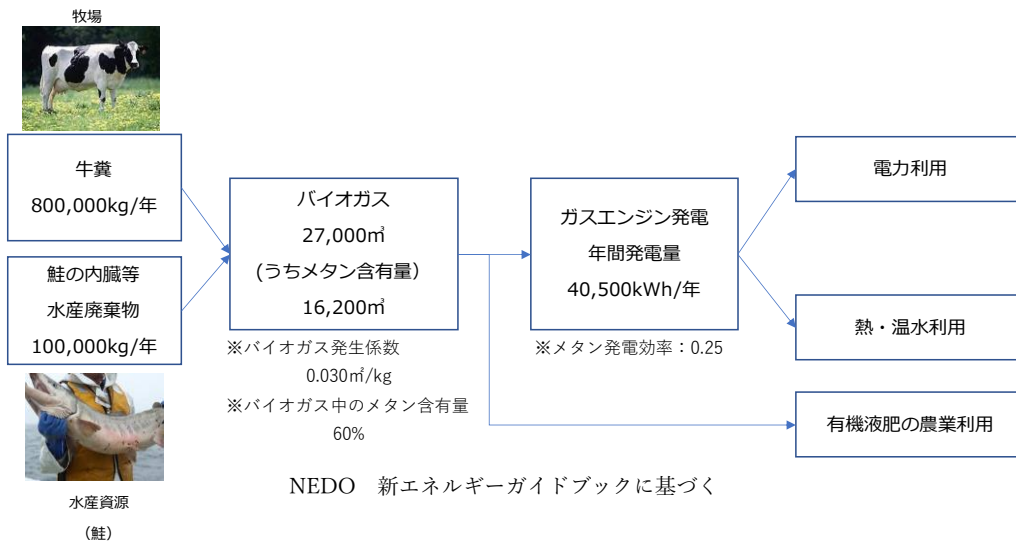 牧場
牛糞
800,000kg/年
鮭の内臓等
水産廃棄物
100,000kg/年
水産資源
（鮭）
バイオガス
27,000㎥
(うちメタン含有量）
16,200㎥
※バイオガス発生係数
0.030㎥/kg
※バイオガス中のメタン含有量
60%
ガスエンジン発電
年間発電量
40,500kWh/年
※メタン発電効率：0.25
電力利用
熱・温水利用
有機液肥の農業利用
NEDO　新エネルギーガイドブックに基づく